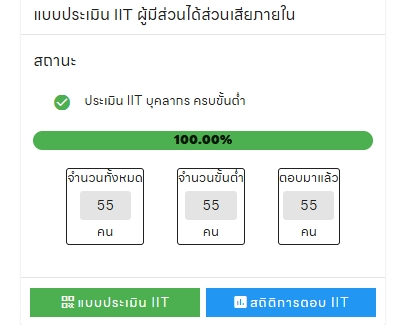 แบบประเมิน IIT ผู้มีส่วนได้ส่วนเสียภายใน
สถานะ
ประเมิน IIT บุคลากร ครบขั้นต่ำ
100.00%
จำนวนทั้งหมด จำนวนขั้นต่ำ ตอบมาแล้ว
55 55 55
คน คน คน
แบบประเมิน IIT สถิติการตอบ IIT